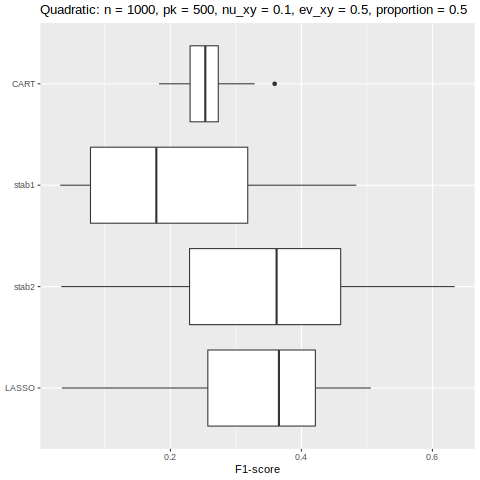 Quadratic: n = 1000, pk = 500, nu_xy = 0.1, ev_xy = 0.5, proportion = 0.5
CART
stab1
stab2
LASSO
0.2 0.4 0.6
F1-score